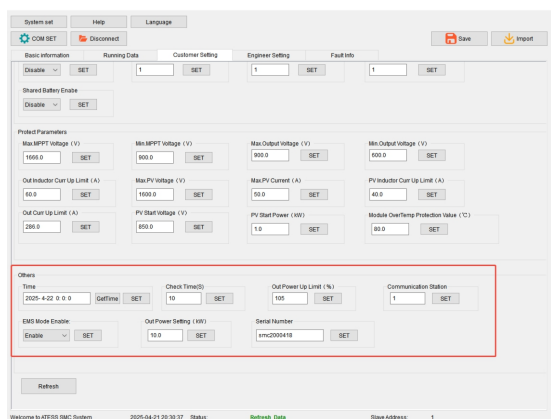 System set Help Language
COM SET Disconnect Save Import
Basic information Running Data Customer Setting Engineer Setting Fault Info
Disable SET 1 SET 1 SET 1 SET
Shared Battery Enabe
Disable SET
Protect Parameters
Max.MPPT Voltage（V） Min.MPPT Voltage（V） Max.Output Voltage（V） Min.Output Voltage（V）
1666.0 SET 900.0 SET 900.0 SET 600.0 SET
Out Inductor Curr Up Limit（A） Max.PV Voltage（V） Max.PV Current（A） PV Inductor Curr Up Limit（A）
60.0 SET 1600.0 SET 50.0 SET 40.0 SET
Out Curr Up Limit（A） PV Start Voltage（V） PV Start Power（kW） Module OverTemp Protection Value（℃）
286.0 SET 850.0 SET 1.0 SET 80.0 SET
Others
Time Check Time(S) Out Power Up Limit（%） Communication Station
2025- 4-22 0: 0: 0 GetTime SET 10 SET 105 SET 1 SET
EMS Mode Enable: Out Power Setting（kW） Serial Number
Enable SET 10.0 SET smc2000418 SET
Refresh
Welcome to ATESS SMC System 2025-04-21 20:30:37 Status: Refresh Data Slave Address: 1